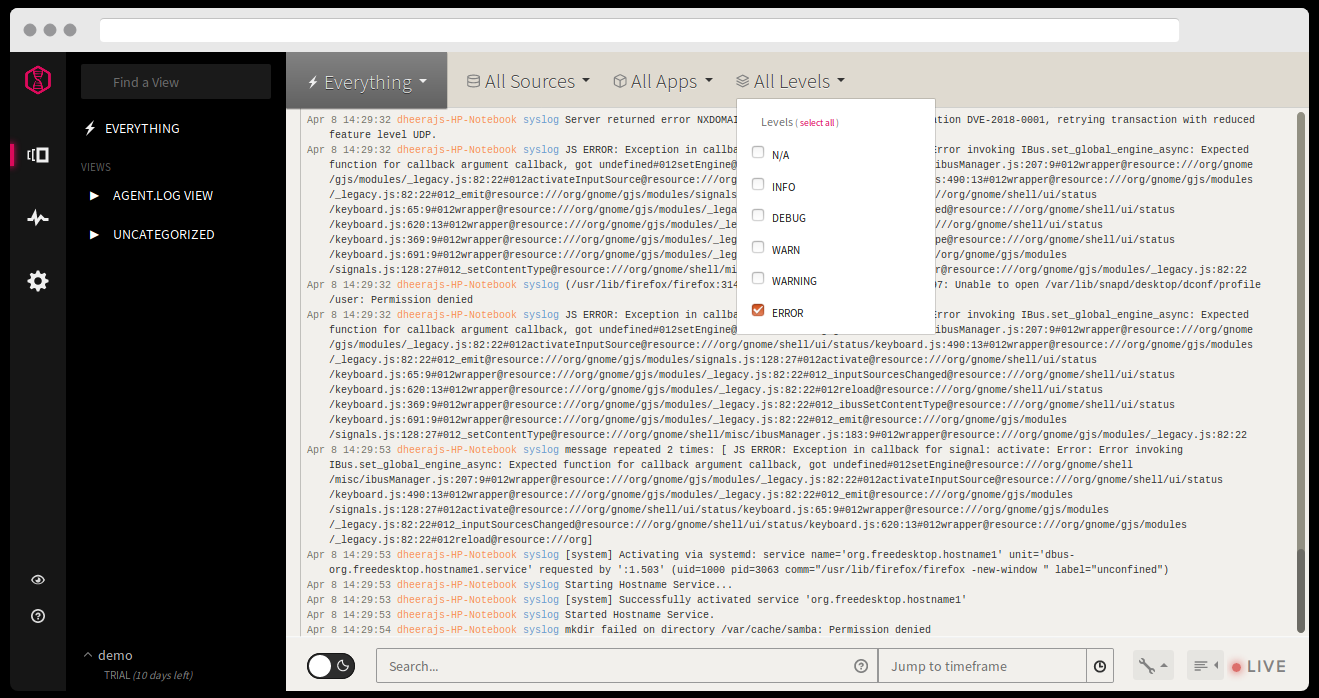 Find a View
EVERYTHING
VIEWS
AGENT.LOG VIEW
UNCATEGORIZED
demo
TRIAL (10 days left)
Everything
All Sources
All Apps
All Levels
Levels ( select all )
N/A
INFO
DEBUG
WARN
WARNING
ERROR
Apr 8 14:29:32 dheerajs-HP-Notebook syslog Server returned error NXDOMAI ation DVE-2018-0001, retrying transaction with reduced
feature level UDP.
Apr 8 14:29:32 dheerajs-HP-Notebook syslog JS ERROR: Exception in callba Error invoking IBus.set_global_engine_async: Expected
function for callback argument callback, got undefined#012setEngine@ ibusManager.js:207:9#012wrapper@resource:///org/gnome
/gjs/modules/_legacy.js:82:22#012activateInputSource@resource:///org s:490:13#012wrapper@resource:///org/gnome/gjs/modules
/_legacy.js:82:22#012_emit@resource:///org/gnome/gjs/modules/signals /org/gnome/shell/ui/status
/keyboard.js:65:9#012wrapper@resource:///org/gnome/gjs/modules/_lega ed@resource:///org/gnome/shell/ui/status
/keyboard.js:620:13#012wrapper@resource:///org/gnome/gjs/modules/_le ://org/gnome/shell/ui/status
/keyboard.js:369:9#012wrapper@resource:///org/gnome/gjs/modules/_leg pe@resource:///org/gnome/shell/ui/status
/keyboard.js:691:9#012wrapper@resource:///org/gnome/gjs/modules/_leg /org/gnome/gjs/modules
/signals.js:128:27#012_setContentType@resource:///org/gnome/shell/mi r@resource:///org/gnome/gjs/modules/_legacy.js:82:22
Apr 8 14:29:32 dheerajs-HP-Notebook syslog (/usr/lib/firefox/firefox:314 07: Unable to open /var/lib/snapd/desktop/dconf/profile
/user: Permission denied
Apr 8 14:29:32 dheerajs-HP-Notebook syslog JS ERROR: Exception in callba Error invoking IBus.set_global_engine_async: Expected
function for callback argument callback, got undefined#012setEngine@ ibusManager.js:207:9#012wrapper@resource:///org/gnome
/gjs/modules/_legacy.js:82:22#012activateInputSource@resource:///org/gnome/shell/ui/status/keyboard.js:490:13#012wrapper@resource:///org/gnome/gjs/modules
/_legacy.js:82:22#012_emit@resource:///org/gnome/gjs/modules/signals.js:128:27#012activate@resource:///org/gnome/shell/ui/status
/keyboard.js:65:9#012wrapper@resource:///org/gnome/gjs/modules/_legacy.js:82:22#012_inputSourcesChanged@resource:///org/gnome/shell/ui/status
/keyboard.js:620:13#012wrapper@resource:///org/gnome/gjs/modules/_legacy.js:82:22#012reload@resource:///org/gnome/shell/ui/status
/keyboard.js:369:9#012wrapper@resource:///org/gnome/gjs/modules/_legacy.js:82:22#012_ibusSetContentType@resource:///org/gnome/shell/ui/status
/keyboard.js:691:9#012wrapper@resource:///org/gnome/gjs/modules/_legacy.js:82:22#012_emit@resource:///org/gnome/gjs/modules
/signals.js:128:27#012_setContentType@resource:///org/gnome/shell/misc/ibusManager.js:183:9#012wrapper@resource:///org/gnome/gjs/modules/_legacy.js:82:22
Apr 8 14:29:53 dheerajs-HP-Notebook syslog message repeated 2 times: [ JS ERROR: Exception in callback for signal: activate: Error: Error invoking
IBus.set_global_engine_async: Expected function for callback argument callback, got undefined#012setEngine@resource:///org/gnome/shell
/misc/ibusManager.js:207:9#012wrapper@resource:///org/gnome/gjs/modules/_legacy.js:82:22#012activateInputSource@resource:///org/gnome/shell/ui/status
/keyboard.js:490:13#012wrapper@resource:///org/gnome/gjs/modules/_legacy.js:82:22#012_emit@resource:///org/gnome/gjs/modules
/signals.js:128:27#012activate@resource:///org/gnome/shell/ui/status/keyboard.js:65:9#012wrapper@resource:///org/gnome/gjs/modules
/_legacy.js:82:22#012_inputSourcesChanged@resource:///org/gnome/shell/ui/status/keyboard.js:620:13#012wrapper@resource:///org/gnome/gjs/modules
/_legacy.js:82:22#012reload@resource:///org]
Apr 8 14:29:53 dheerajs-HP-Notebook syslog [system] Activating via systemd: service name='org.freedesktop.hostname1' unit='dbus-
org.freedesktop.hostname1.service' requested by ':1.503' (uid=1000 pid=3063 comm="/usr/lib/firefox/firefox -new-window " label="unconfined")
Apr 8 14:29:53 dheerajs-HP-Notebook syslog Starting Hostname Service...
Apr 8 14:29:53 dheerajs-HP-Notebook syslog [system] Successfully activated service 'org.freedesktop.hostname1'
Apr 8 14:29:53 dheerajs-HP-Notebook syslog Started Hostname Service.
Apr 8 14:29:54 dheerajs-HP-Notebook syslog mkdir failed on directory /var/cache/samba: Permission denied
Search...
Jump to timeframe
LIVE